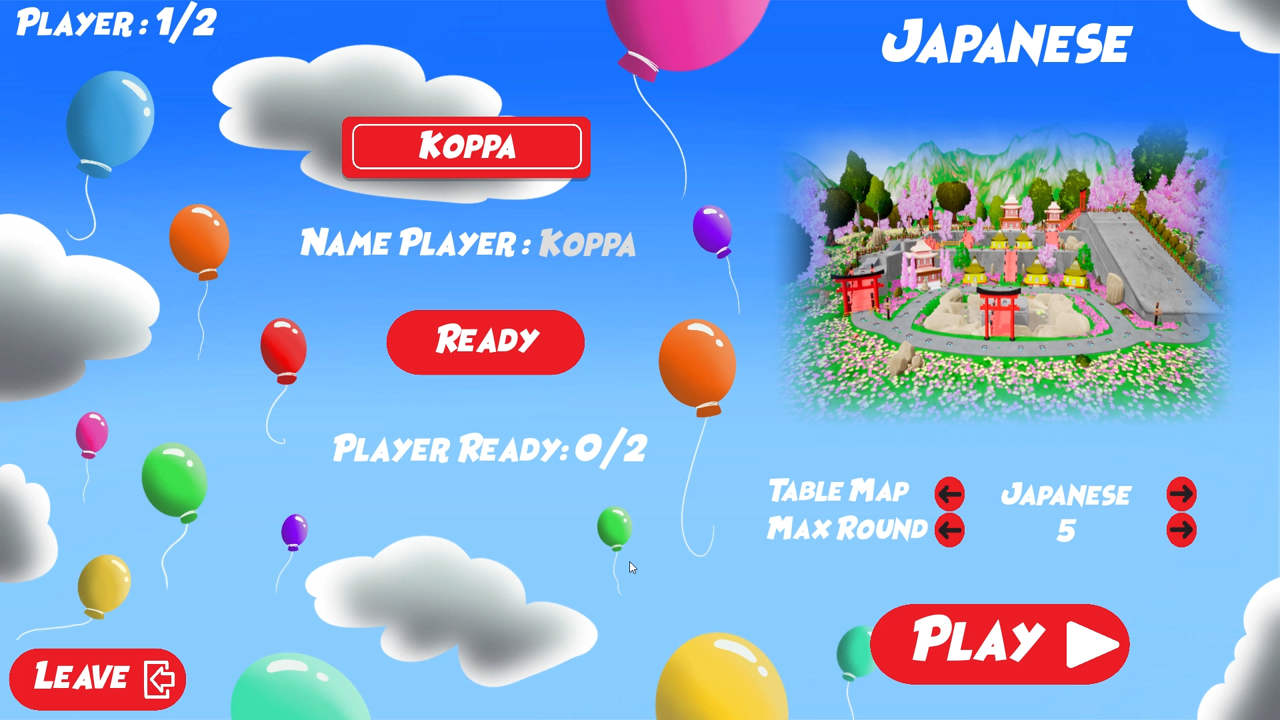 Player : 1/2
Japanese
Koppa
Name Player : Koppa
Ready
Player Ready: 0/2
Table Map Japanese
Max Round 5
Play
Leave